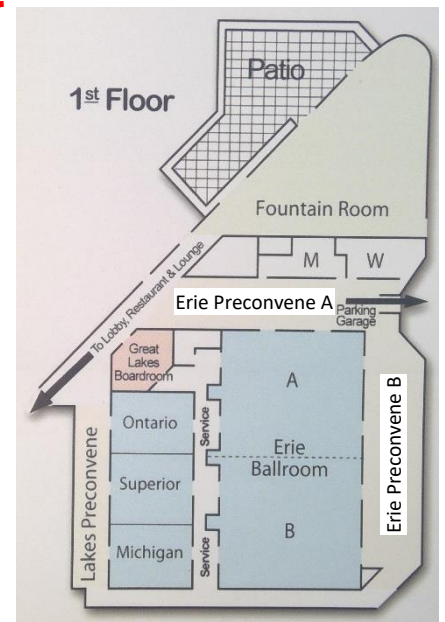 Patio
1st Floor
Fountain Room
M
W
To Lobby, Restaurant & Lounge
Erie Preconvene A
Parking
Garage
Great
Lakes
Boardroom
A
Ontario
Service
Erie
Ballroom
Superior
Erie Preconvene B
Lakes Preconvene
B
Michigan
Service